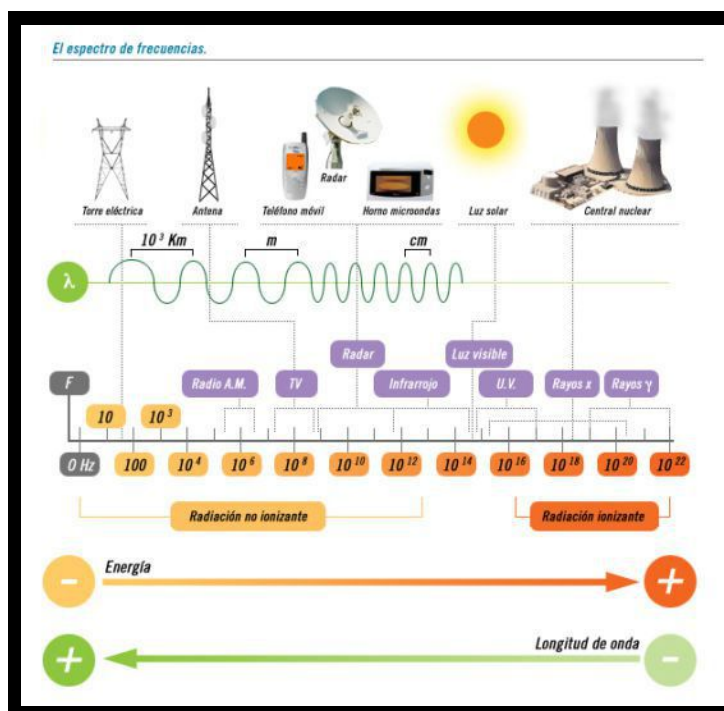 El espectro de frecuencias.
Radar
Torre eléctrica Antena Teléfono móvil Horno microondas Luz solar Central nuclear
10³ Km m cm
λ
Radar Luz visible
F Radio A.M. TV Infrarrojo U.V. Rayos x Rayos γ
10 10³
0 Hz 100 10⁴ 10⁶ 10⁸ 10¹⁰ 10¹² 10¹⁴ 10¹⁶ 10¹⁸ 10²⁰ 10²²
Radiación no ionizante Radiación ionizante
Energía
- +
Longitud de onda
+ -